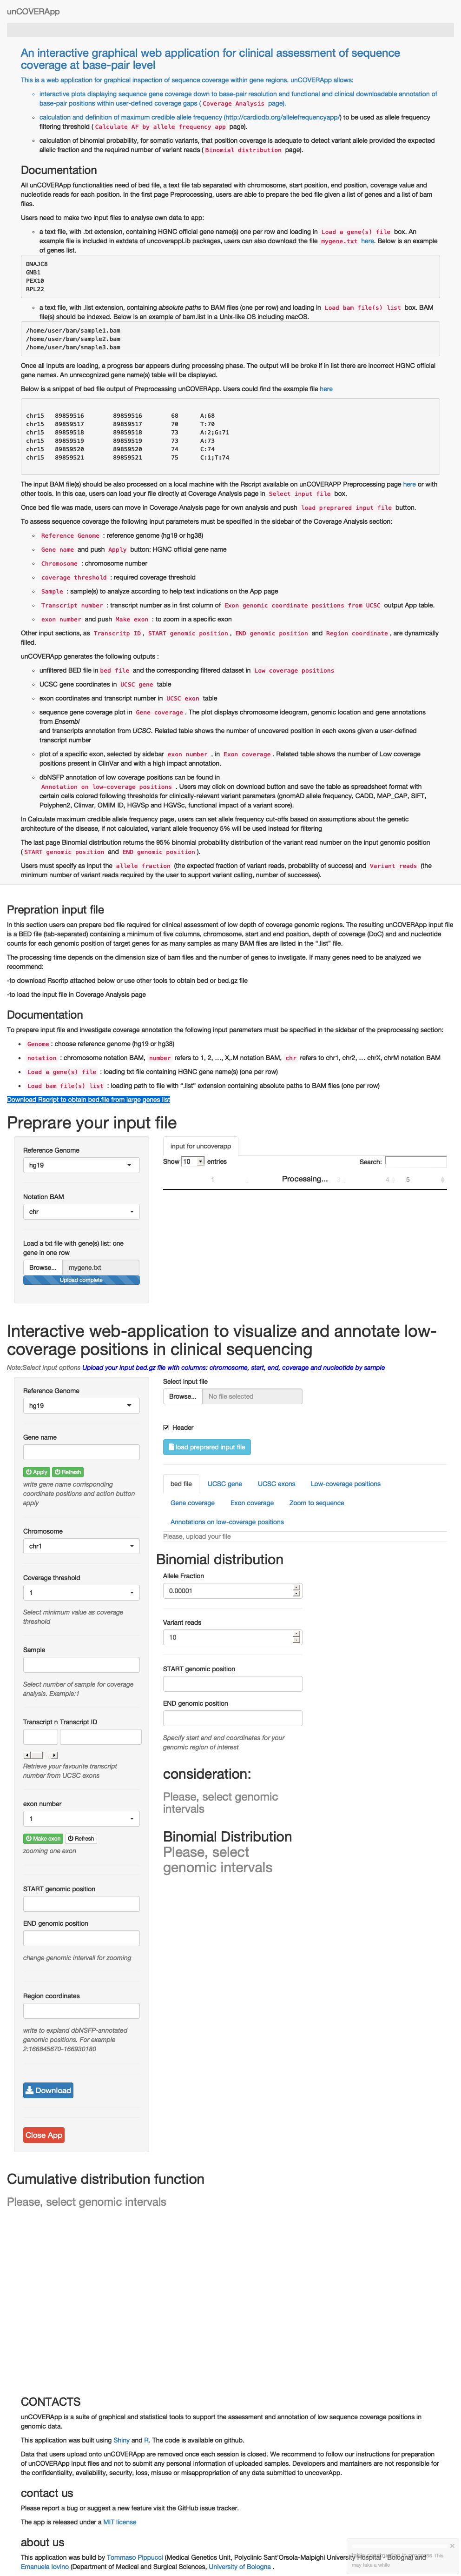 unCOVERApp
An interactive graphical web application for clinical assessment of sequence
coverage at base-pair level
This is a web application for graphical inspection of sequence coverage within gene regions. unCOVERApp allows:
interactive plots displaying sequence gene coverage down to base-pair resolution and functional and clinical downloadable annotation of
base-pair positions within user-defined coverage gaps ( Coverage Analysis page).
calculation and definition of maximum credible allele frequency (http://cardiodb.org/allelefrequencyapp/) to be used as allele frequency
filtering threshold ( Calculate AF by allele frequency app page).
calculation of binomial probability, for somatic variants, that position coverage is adeguate to detect variant alleles provided the expected
allelic fraction and the required number of variant reads ( Binomial distribution page).
Documentation
All unCOVERApp functionalities need of bed file, a text file tab separated with chromosome, start position, end position, coverage value and
nucleotide reads for each position. In the first page Preprocessing, users are able to prepare the bed file given a list of genes and a list of bam
files.
Users need to make two input files to analyse own data to app:
a text file, with .txt extension, containing HGNC official gene name(s) one per row and loading in Load a gene(s) file box. An
example file is included in extdata of uncoverappLib packages, users can also download the file mygene.txt here. Below is an example
of genes list.
DNAJC8
GNB1
PEX10
RPL22
a text file, with .list extension, containing absolute paths to BAM files (one per row) and loading in Load bam file(s) list box. BAM
file(s) should be indexed. Below is an example of bam.list in a Unix-like OS including macOS.
/home/user/bam/sample1.bam
/home/user/bam/sample2.bam
/home/user/bam/smaple3.bam
Once all inputs are loading, a progress bar appears during processing phase. The output will be broke if in list there are incorrect HGNC official
gene names. An unrecognized gene name(s) table will be displayed.
Below is a snippet of bed file output of Preprocessing unCOVERApp. Users could find the example file here
chr15 89859516 89859516 68 A:68
chr15 89859517 89859517 70 T:70
chr15 89859518 89859518 73 A:2;G:71
chr15 89859519 89859519 73 A:73
chr15 89859520 89859520 74 C:74
chr15 89859521 89859521 75 C:1;T:74
The input BAM file(s) should be also processed on a local machine with the Rscript available on unCOVERAPP Preprocessing page here or with
other tools. In this cae, users can load your file directly at Coverage Analysis page in Select input file box.
Once bed file was made, users can move in Coverage Analysis page for own analysis and push load preprared input file button.
To assess sequence coverage the following input parameters must be specified in the sidebar of the Coverage Analysis section:
Reference Genome : reference genome (hg19 or hg38)
Gene name and push Apply button: HGNC official gene name
Chromosome : chromosome number
coverage threshold : required coverage threshold
Sample : sample(s) to analyze according to help text indications on the App page
Transcript number : transcript number as in first column of Exon genomic coordinate positions from UCSC output App table.
exon number and push Make exon : to zoom in a specific exon
Other input sections, as Transcritp ID, START genomic position, END genomic position and Region coordinate, are dynamically
filled.
unCOVERApp generates the following outputs :
unfiltered BED file in bed file and the corresponding filtered dataset in Low coverage positions
UCSC gene coordinates in UCSC gene table
exon coordinates and transcript number in UCSC exon table
sequence gene coverage plot in Gene coverage. The plot displays chromosome ideogram, genomic location and gene annotations
from Ensembl
and transcripts annotation from UCSC. Related table shows the number of uncovered position in each exons given a user-defined
transcript number
plot of a specific exon, selected by sidebar exon number , in Exon coverage. Related table shows the number of Low coverage
positions present in ClinVar and with a high impact annotation.
dbNSFP annotation of low coverage positions can be found in
Annotation on low-coverage positions . Users may click on download button and save the table as spreadsheet format with
certain cells colored following thresholds for clinically-relevant variant parameters (gnomAD allele frequency, CADD, MAP_CAP, SIFT,
Polyphen2, Clinvar, OMIM ID, HGVSp and HGVSc, functional impact of a variant score).
In Calculate maximum credible allele frequency page, users can set allele frequency cut-offs based on assumptions about the genetic
architecture of the disease, if not calculated, variant allele frequency 5% will be used instead for filtering
The last page Binomial distribution returns the 95% binomial probability distribution of the variant read number on the input genomic position
(START genomic position and END genomic position).
Users must specify as input the allele fraction (the expected fraction of variant reads, probability of success) and Variant reads (the
minimum number of variant reads required by the user to support variant calling, number of successes).
Prepration input file
In this section users can prepare bed file required for clinical assessment of low depth of coverage genomic regions. The resulting unCOVERApp input file
is a BED file (tab-separated) containing a minimum of five columns, chromosome, start and end position, depth of coverage (DoC) and and nucleotide
counts for each genomic position of target genes for as many samples as many BAM files are listed in the “.list” file.
The processing time depends on the dimension size of bam files and the number of genes to investigate. If many genes need to be analyzed we
recommend:
-to download Rscritp attached below or use other tools to obtain bed or bed.gz file
-to load the input file in Coverage Analysis page
Documentation
To prepare input file and investigate coverage annotation the following input parameters must be specified in the sidebar of the preprocessing section:
Genome: choose reference genome (hg19 or hg38)
notation : chromosome notation BAM, number refers to 1, 2, …, X,.M notation BAM, chr refers to chr1, chr2, … chrX, chrM notation BAM
Load a gene(s) file : loading txt file containing HGNC gene name(s) (one per row)
Load bam file(s) list : loading path to file with “.list” extension containing absolute paths to BAM files (one per row)
Download Rscript to obtain bed.file from large genes list
Preprare your input file
Reference Genome
hg19
Notation BAM
chr
Load a txt file with gene(s) list: one
gene in one row
Browse... mygene.txt
Upload complete
input for uncoverapp
Show 10 entries Search:
1 Processing... 4 5
Interactive web-application to visualize and annotate low-
coverage positions in clinical sequencing
Note:Select input options Upload your input bed.gz file with columns: chromosome, start, end, coverage and nucleotide by sample
Reference Genome
hg19
Gene name
Apply Refresh
write gene name corrisponding
coordinate positions and action button
apply
Chromosome
chr1
Coverage threshold
1
Select minimum value as coverage
threshold
Sample
Select number of sample for coverage
analysis. Example:1
Transcript n Transcript ID
Retrieve your favourite transcript
number from UCSC exons
exon number
1
Make exon Refresh
zooming one exon
START genomic position
END genomic position
change genomic intervall for zooming
Region coordinates
write to expland dbNSFP-annotated
genomic positions. For example
2:166845670-166930180
Download
Close App
Select input file
Browse... No file selected
Header
load preprared input file
bed file UCSC gene UCSC exons Low-coverage positions
Gene coverage Exon coverage Zoom to sequence
Annotations on low-coverage positions
Please, upload your file
Binomial distribution
Allele Fraction
0.00001
Variant reads
10
START genomic position
END genomic position
Specify start and end coordinates for your
genomic region of interest
consideration:
Please, select genomic
intervals
Binomial Distribution
Please, select
genomic intervals
Cumulative distribution function
Please, select genomic intervals
CONTACTS
unCOVERApp is a suite of graphical and statistical tools to support the assessment and annotation of low sequence coverage positions in
genomic data.
This application was built using Shiny and R. The code is available on github.
Data that users upload onto unCOVERApp are removed once each session is closed. We recommend to follow our instructions for preparation
of unCOVERApp input files and not to submit any personal information of uploaded samples. Developers and mantainers are not responsible for
the confidentiality, availability, security, loss, misuse or misappropriation of any data submitted to uncoverApp.
contact us
Please report a bug or suggest a new feature visit the GitHub issue tracker.
The app is released under a MIT license
about us
This application was build by Tommaso Pippucci (Medical Genetics Unit, Polyclinic Sant'Orsola-Malpighi University Hospital - Bologna) and
Emanuela Iovino (Department of Medical and Surgical Sciences, University of Bologna .
This
may take a while